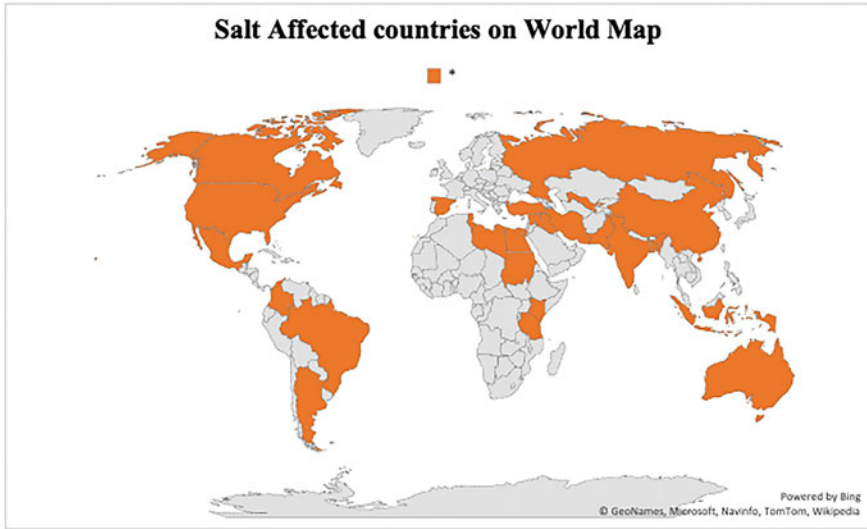 Salt Affected countries on World Map
*
Powered by Bing
© GeoNames, Microsoft, Navinfo, TomTom, Wikipedia